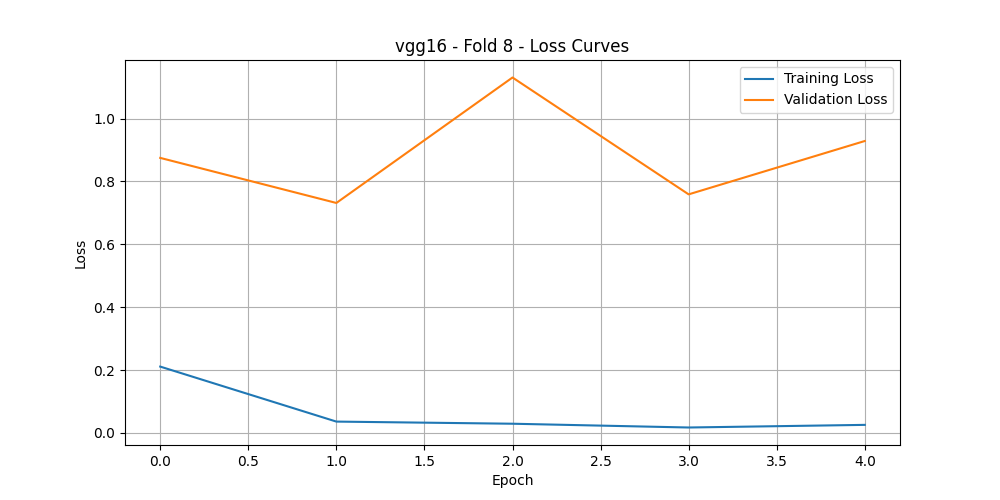 vgg16 - Fold 8 - Loss Curves
Training Loss
Validation Loss
1.0
0.8
0.6
0.4
0.2
0.0
Loss
0.0 0.5 1.0 1.5 2.0 2.5 3.0 3.5 4.0
Epoch